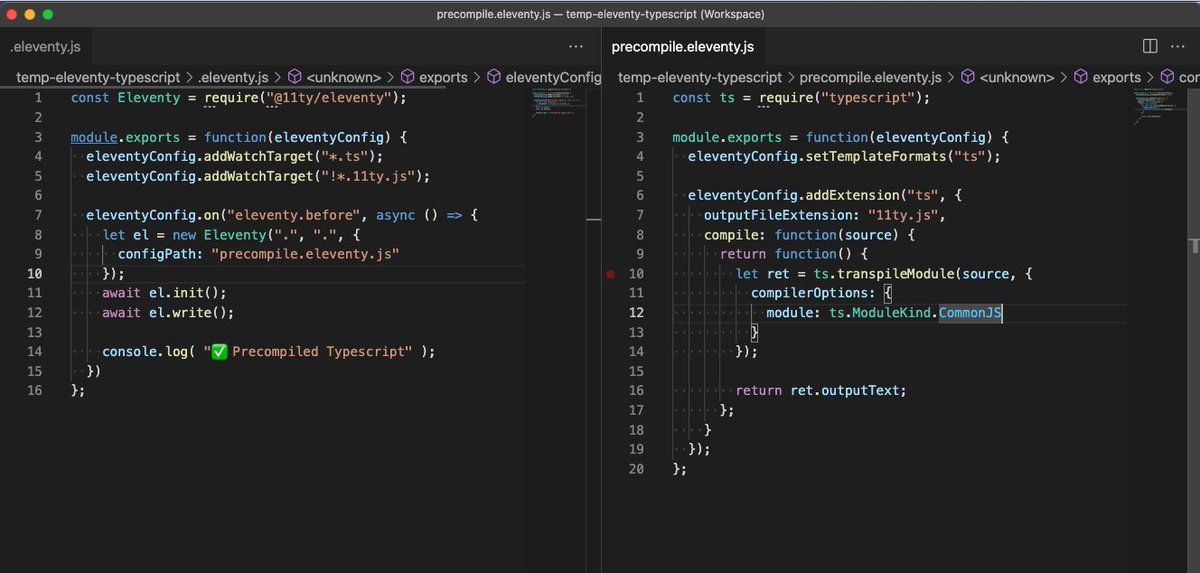 precompile.eleventy.js — temp-eleventy-typescript (Workspace)
.eleventy.js
temp-eleventy-typescript > .eleventy.js > <unknown> > exports > eleventyConfig
1 const Eleventy = require("@11ty/eleventy");
2
3 module.exports = function(eleventyConfig) {
4 eleventyConfig.addWatchTarget("*.ts");
5 eleventyConfig.addWatchTarget("!*.11ty.js");
6
7 eleventyConfig.on("eleventy.before", async () => {
8 let el = new Eleventy(".", ".", {
9 configPath: "precompile.eleventy.js"
10 });
11 await el.init();
12 await el.write();
13
14 console.log( "✅ Precompiled Typescript" );
15 })
16 };
precompile.eleventy.js
temp-eleventy-typescript > precompile.eleventy.js > <unknown> > exports > con
1 const ts = require("typescript");
2
3 module.exports = function(eleventyConfig) {
4 eleventyConfig.setTemplateFormats("ts");
5
6 eleventyConfig.addExtension("ts", {
7 outputFileExtension: "11ty.js",
8 compile: function(source) {
9 return function() {
10 let ret = ts.transpileModule(source, {
11 compilerOptions: {
12 module: ts.ModuleKind.CommonJS
13 }
14 });
15
16 return ret.outputText;
17 };
18 }
19 });
20 };